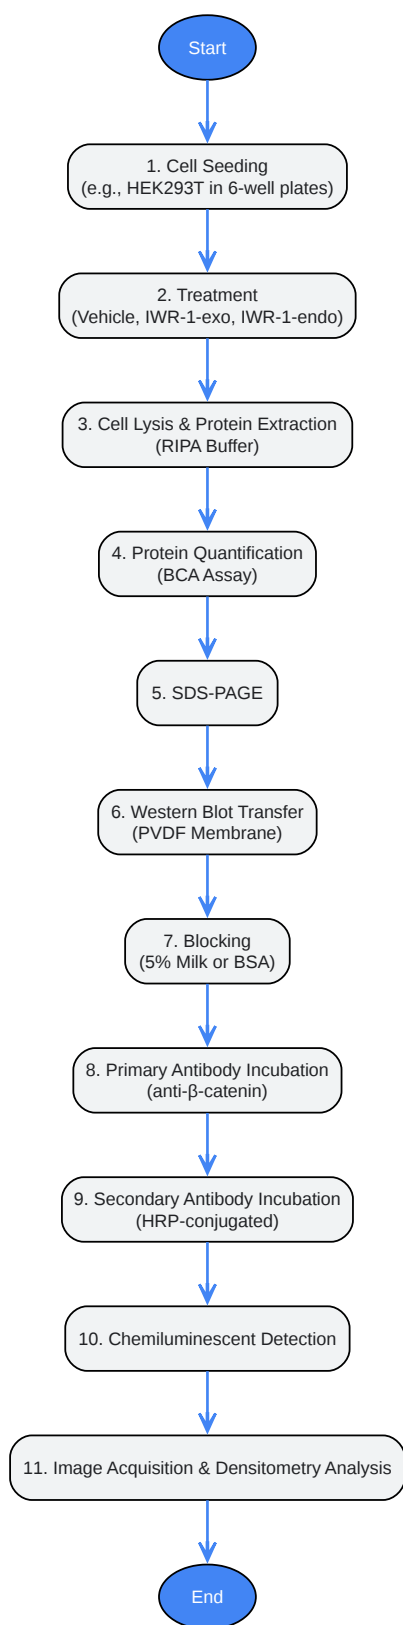 Start
1. Cell Seeding
(e.g., HEK293T in 6-well plates)
2. Treatment
(Vehicle, IWR-1-exo, IWR-1-endo)
3. Cell Lysis & Protein Extraction
(RIPA Buffer)
4. Protein Quantification
(BCA Assay)
5. SDS-PAGE
6. Western Blot Transfer
(PVDF Membrane)
7. Blocking
(5% Milk or BSA)
8. Primary Antibody Incubation
(anti-β-catenin)
9. Secondary Antibody Incubation
(HRP-conjugated)
10. Chemiluminescent Detection
11. Image Acquisition & Densitometry Analysis
End